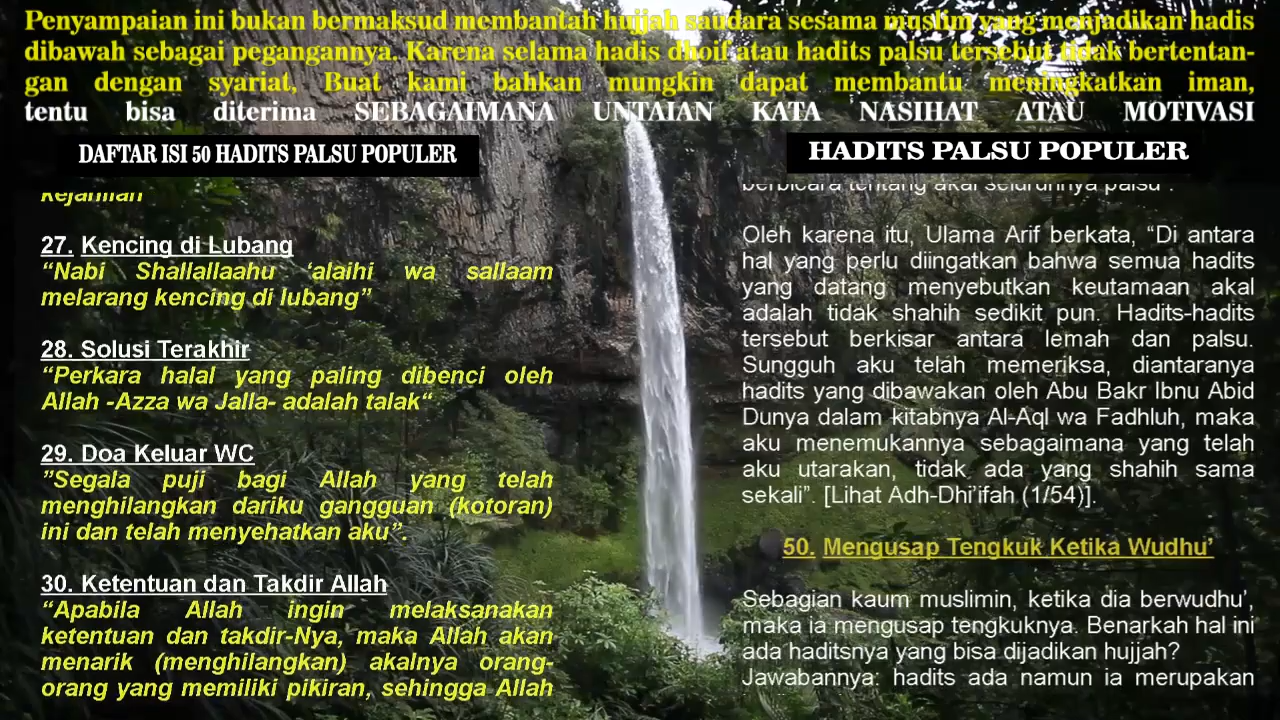 Penyampaian ini bukan bermaksud membantah hujjah saudara sesama muslim yang menjadikan hadis
dibawah sebagai pegangannya. Karena selama hadis dhoif atau hadits palsu tersebut tidak bertentan-
gan dengan syariat, Buat kami bahkan mungkin dapat membantu meningkatkan iman,
tentu bisa diterima SEBAGAIMANA UNTAIAN KATA NASIHAT ATAU MOTIVASI
DAFTAR ISI 50 HADITS PALSU POPULER
kejahilan
27. Kencing di Lubang
“Nabi Shallallaahu ‘alaihi wa sallaam
melarang kencing di lubang”
28. Solusi Terakhir
“Perkara halal yang paling dibenci oleh
Allah -Azza wa Jalla- adalah talak“
29. Doa Keluar WC
”Segala puji bagi Allah yang telah
menghilangkan dariku gangguan (kotoran)
ini dan telah menyehatkan aku”.
30. Ketentuan dan Takdir Allah
“Apabila Allah ingin melaksanakan
ketentuan dan takdir-Nya, maka Allah akan
menarik (menghilangkan) akalnya orang-
orang yang memiliki pikiran, sehingga Allah
HADITS PALSU POPULER
berbicara tentang akal seluruhnya palsu”.
Oleh karena itu, Ulama Arif berkata, “Di antara
hal yang perlu diingatkan bahwa semua hadits
yang datang menyebutkan keutamaan akal
adalah tidak shahih sedikit pun. Hadits-hadits
tersebut berkisar antara lemah dan palsu.
Sungguh aku telah memeriksa, diantaranya
hadits yang dibawakan oleh Abu Bakr Ibnu Abid
Dunya dalam kitabnya Al-Aql wa Fadhluh, maka
aku menemukannya sebagaimana yang telah
aku utarakan, tidak ada yang shahih sama
sekali”. [Lihat Adh-Dhi’ifah (1/54)].
50. Mengusap Tengkuk Ketika Wudhu’
Sebagian kaum muslimin, ketika dia berwudhu’,
maka ia mengusap tengkuknya. Benarkah hal ini
ada haditsnya yang bisa dijadikan hujjah?
Jawabannya: hadits ada namun ia merupakan